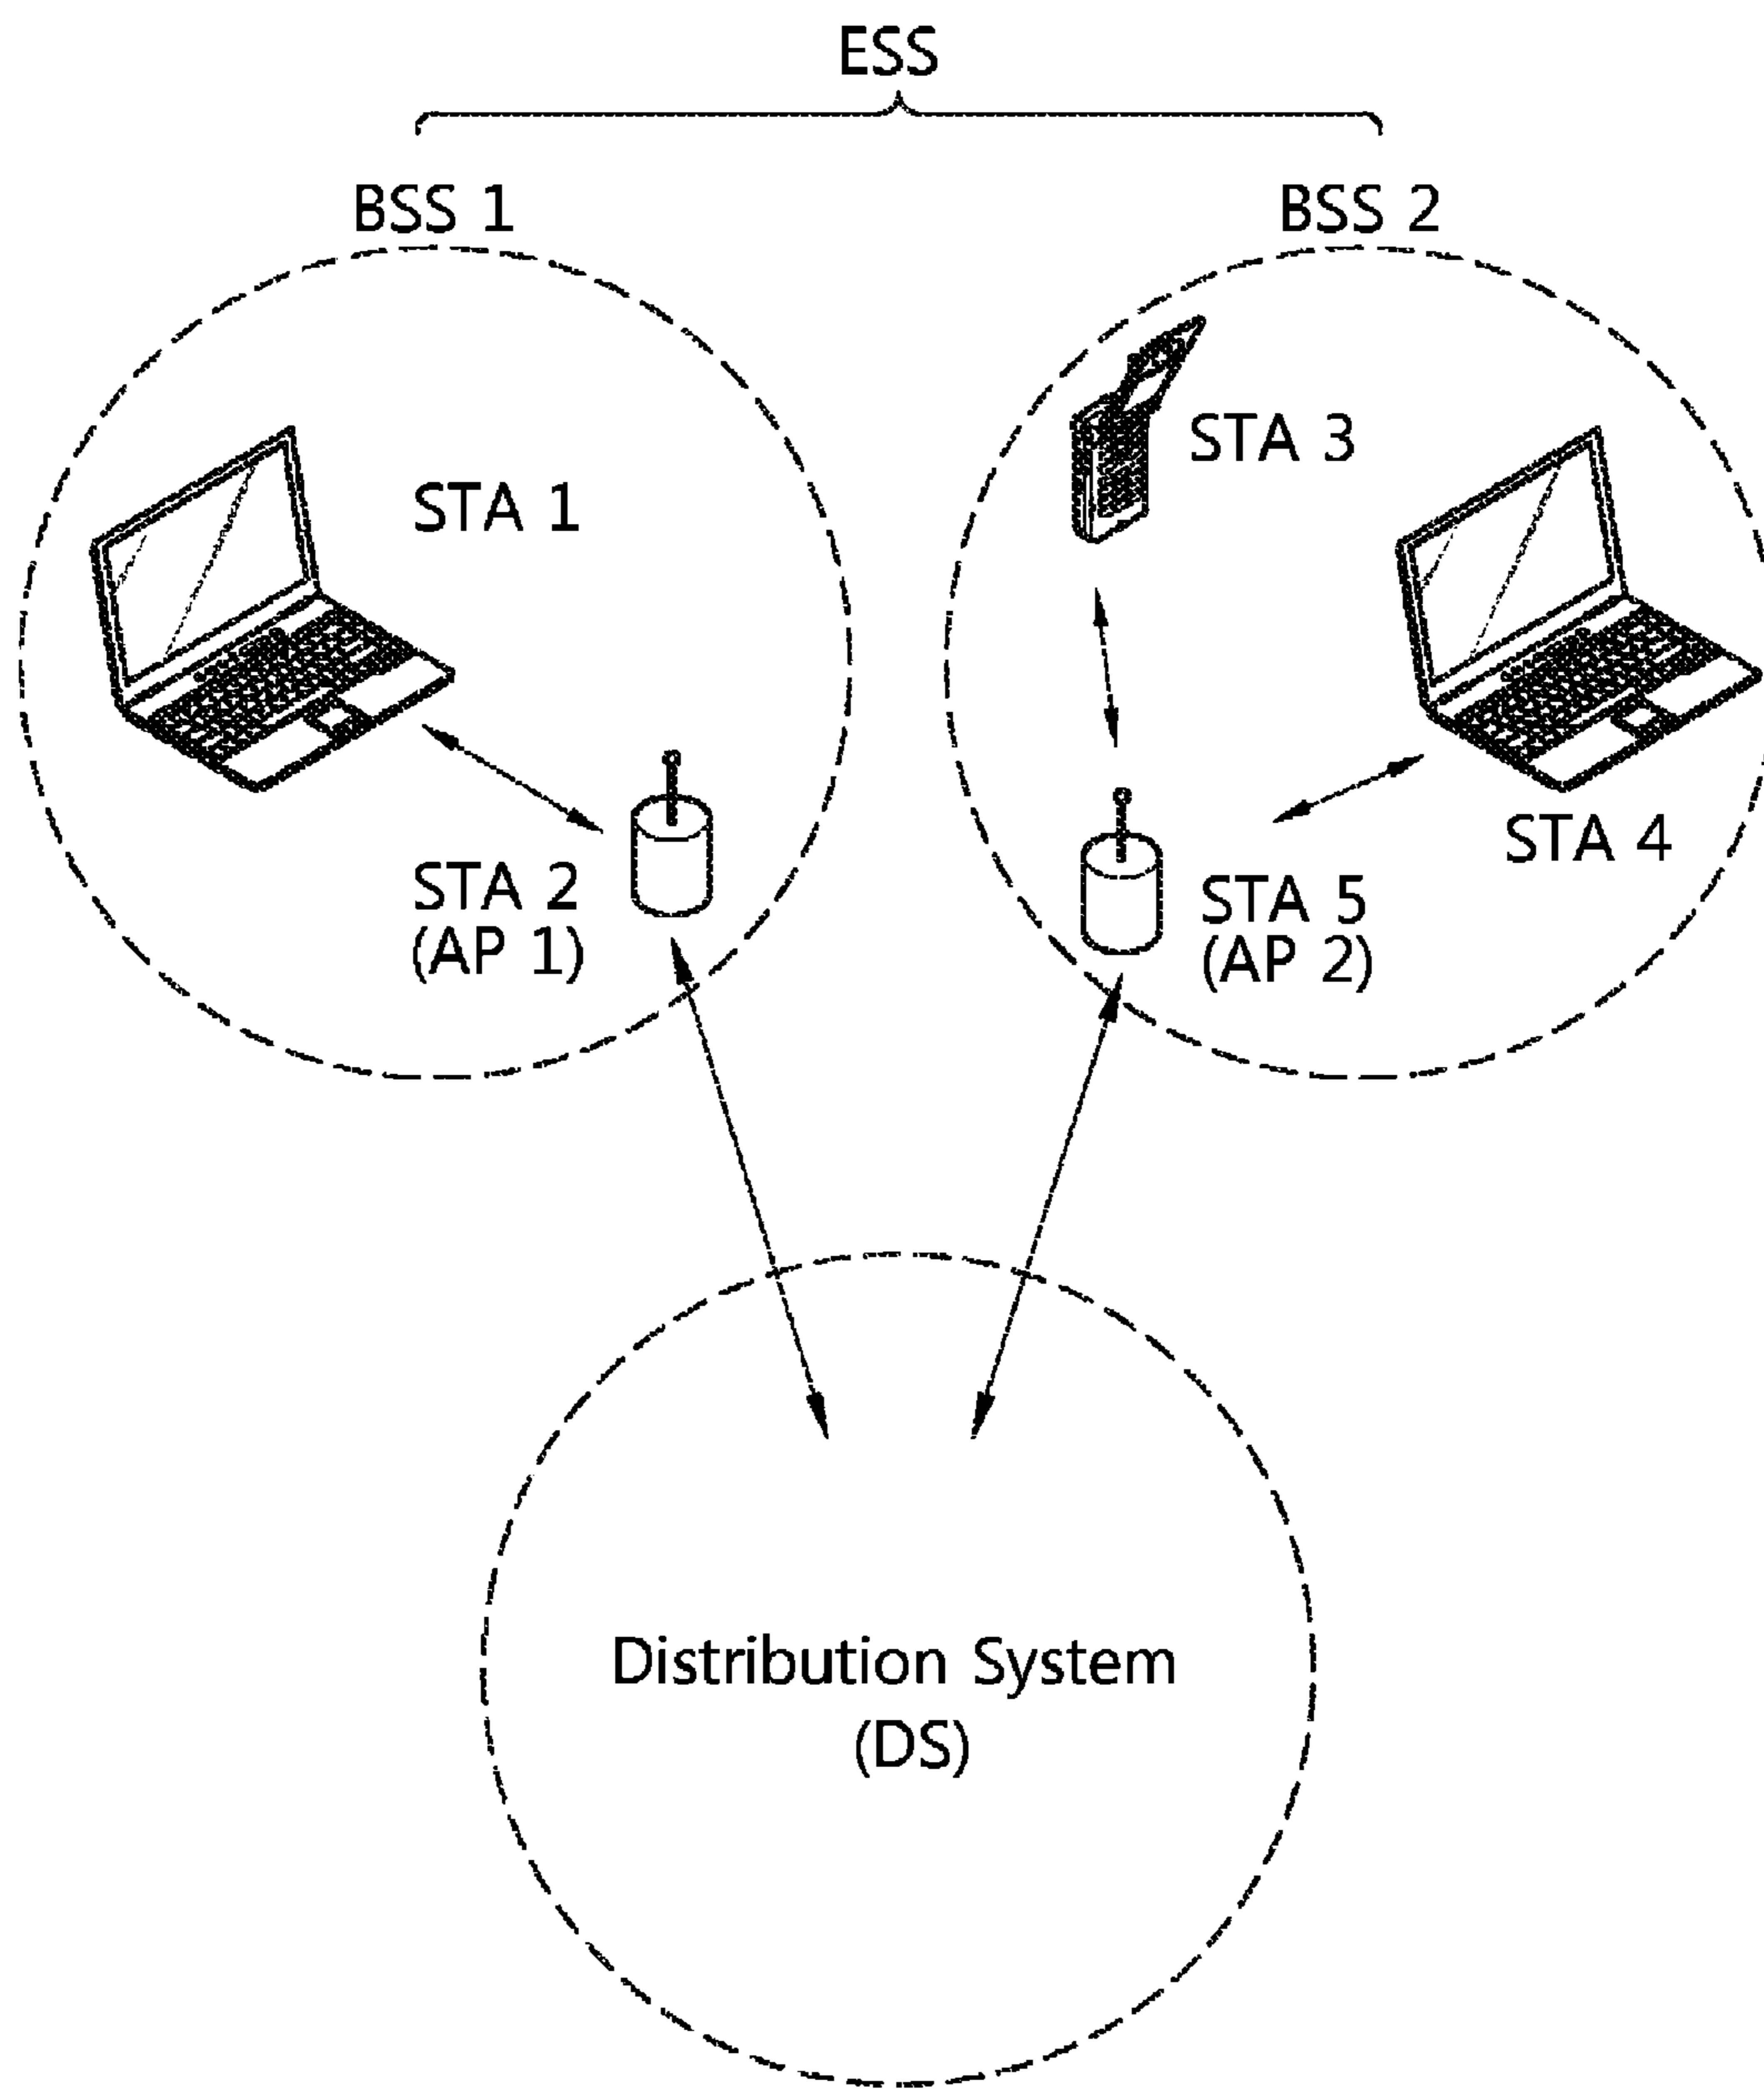 ESS
BSS 1
BSS 2
STA 1
STA 2
(AP 1)
STA 3
STA 4
STA 5
(AP 2)
Distribution System
(DS)